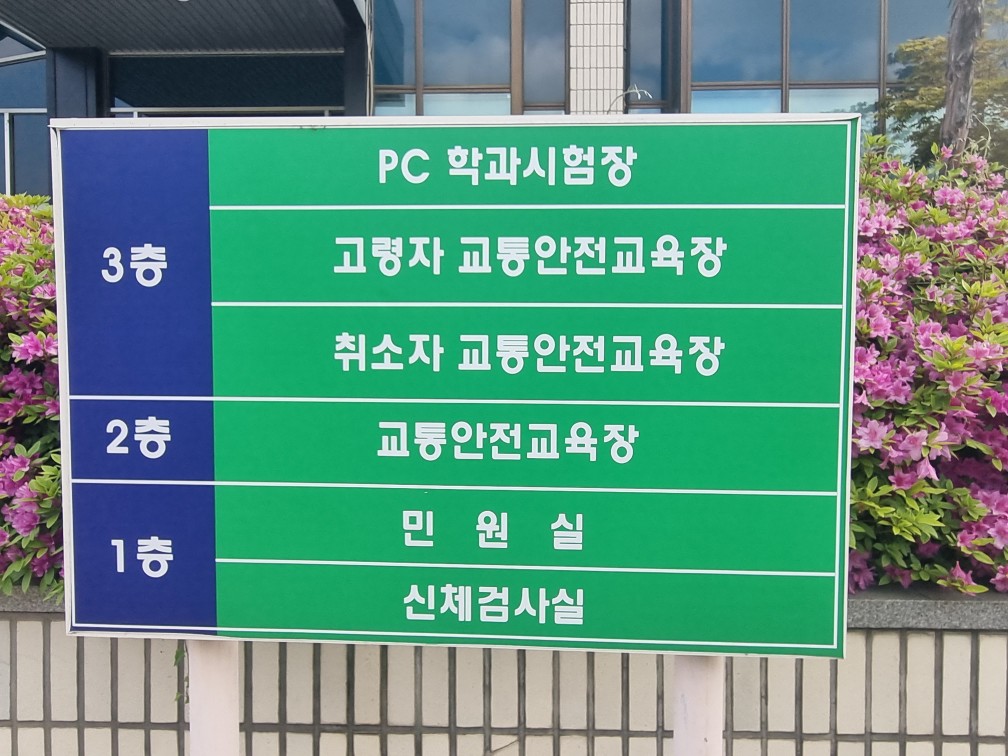 PC 학과시험장
3층
고령자 교통안전교육장
취소자 교통안전교육장
2층
교통안전교육장
1층
민 원 실
신체검사실